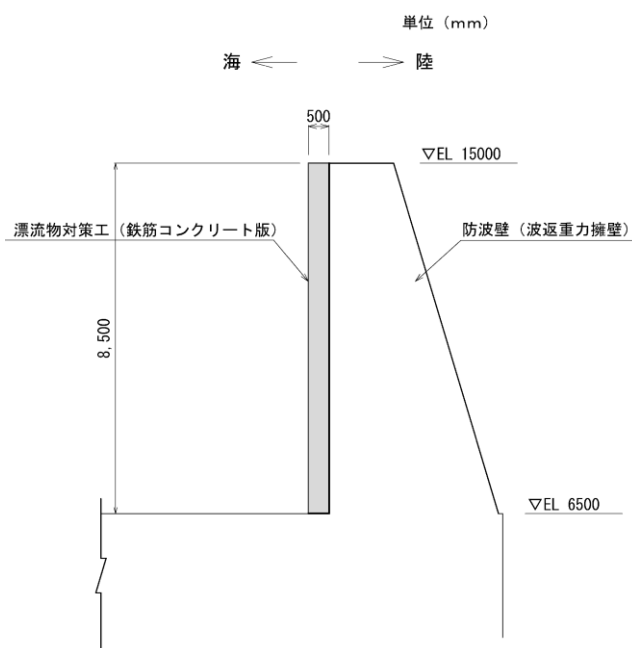 単位（mm）
海
陸
500
▽EL 15000
漂流物対策工（鉄筋コンクリート版）
防波壁（波返重力擁壁）
8,500
▽EL 6500